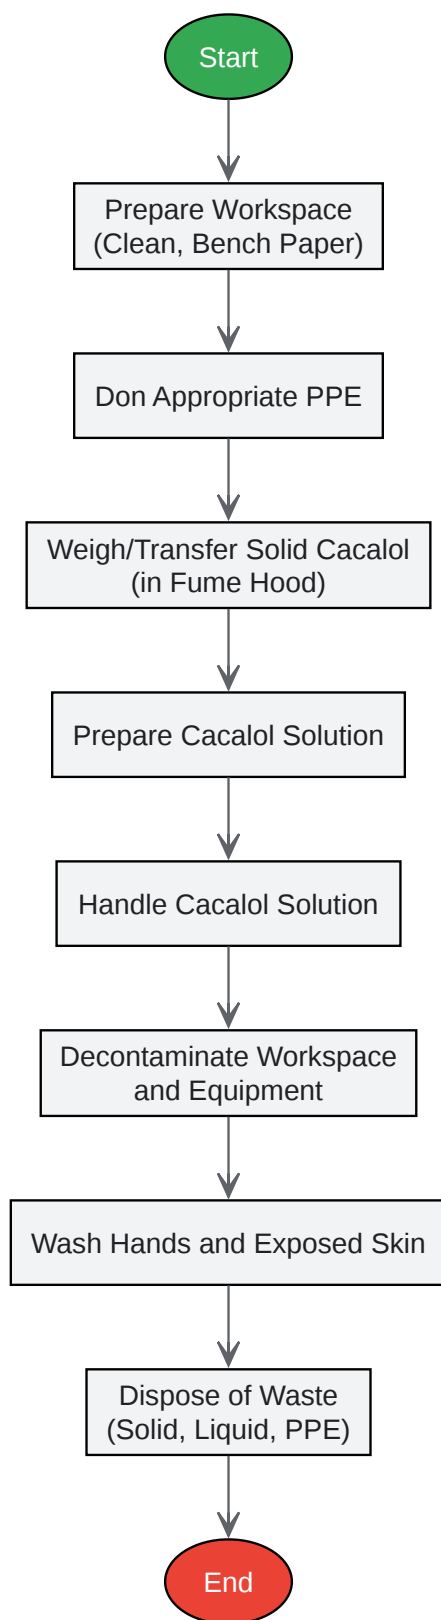 Start
Prepare Workspace
(Clean, Bench Paper)
Don Appropriate PPE
Weigh/Transfer Solid Cacalol
(in Fume Hood)
Prepare Cacalol Solution
Handle Cacalol Solution
Decontaminate Workspace
and Equipment
Wash Hands and Exposed Skin
Dispose of Waste
(Solid, Liquid, PPE)
End